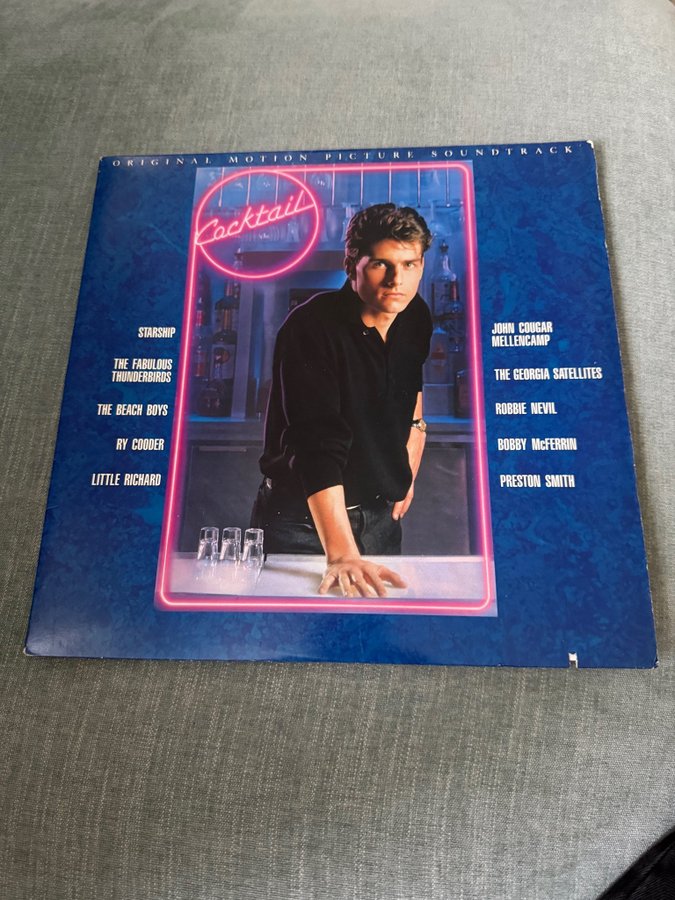 ORIGINAL MOTION PICTURE SOUNDTRACK
Cocktail
STARSHIP
THE FABULOUS
THUNDERBIRDS
THE BEACH BOYS
RY COODER
LITTLE RICHARD
JOHN COUGAR
MELLENCAMP
THE GEORGIA SATELLITES
ROBBIE NEVIL
BOBBY McFERRIN
PRESTON SMITH